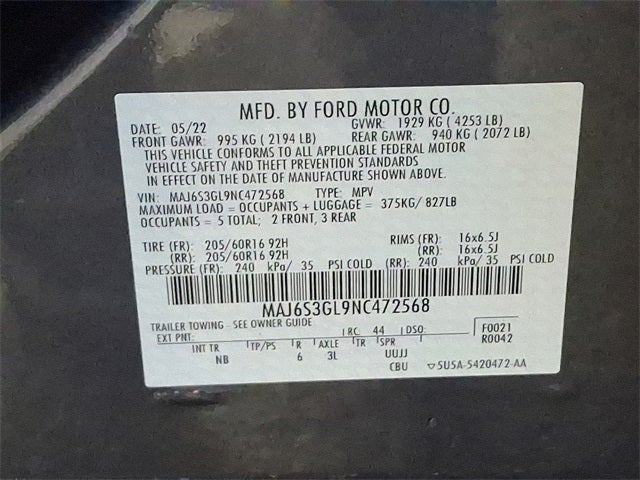 MFD. BY FORD MOTOR CO.
DATE: 05/22 GVWR: 1929 KG ( 4253 LB)
FRONT GAWR: 995 KG ( 2194 LB) REAR GAWR: 940 KG ( 2072 LB)
THIS VEHICLE CONFORMS TO ALL APPLICABLE FEDERAL MOTOR
VEHICLE SAFETY AND THEFT PREVENTION STANDARDS
IN EFFECT ON THE DATE OF MANUFACTURE SHOWN ABOVE.
VIN: MAJ6S3GL9NC472568 TYPE: MPV
MAXIMUM LOAD = OCCUPANTS + LUGGAGE = 375KG/ 827LB
OCCUPANTS = 5 TOTAL; 2 FRONT, 3 REAR
TIRE (FR): 205/60R16 92H RIMS (FR): 16x6.5J
(RR): 205/60R16 92H (RR): 16x6.5J
PRESSURE (FR): 240 kPa/ 35 PSI COLD (RR): 240 kPa/ 35 PSI COLD
MAJ6S3GL9NC472568
TRAILER TOWING - SEE OWNER GUIDE
EXT PNT: RC: 44 DSO: F0021
INT TR TP/PS R AXLE TR SPR R0042
NB 6 3L UUJJ
CBU 5U5A-5420472-AA